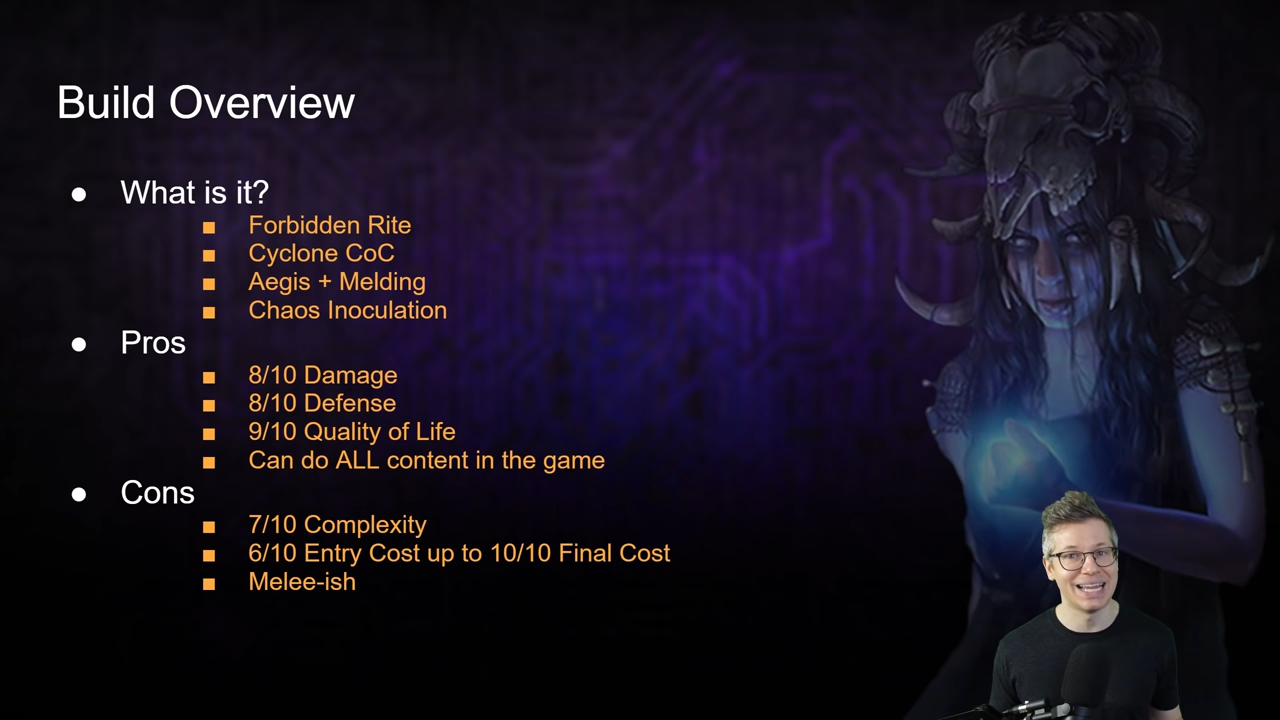 Build Overview
What is it?
Forbidden Rite
Cyclone CoC
Aegis + Melding
Chaos Inoculation
Pros
8/10 Damage
8/10 Defense
9/10 Quality of Life
Can do ALL content in the game
Cons
7/10 Complexity
6/10 Entry Cost up to 10/10 Final Cost
Melee-ish